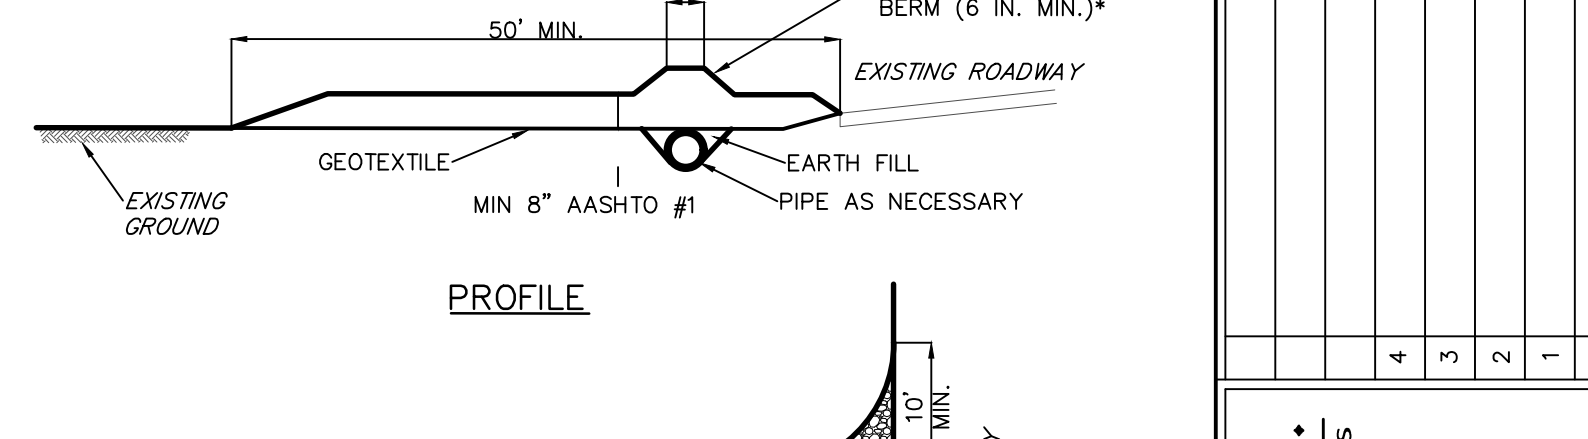 BERM (6 IN. MIN.)*
50' MIN.
EXISTING ROADWAY
GEOTEXTILE
EARTH FILL
EXISTING
GROUND
MIN 8" AASHTO #1
PIPE AS NECESSARY
PROFILE
10'
MIN.
4
3
2
1